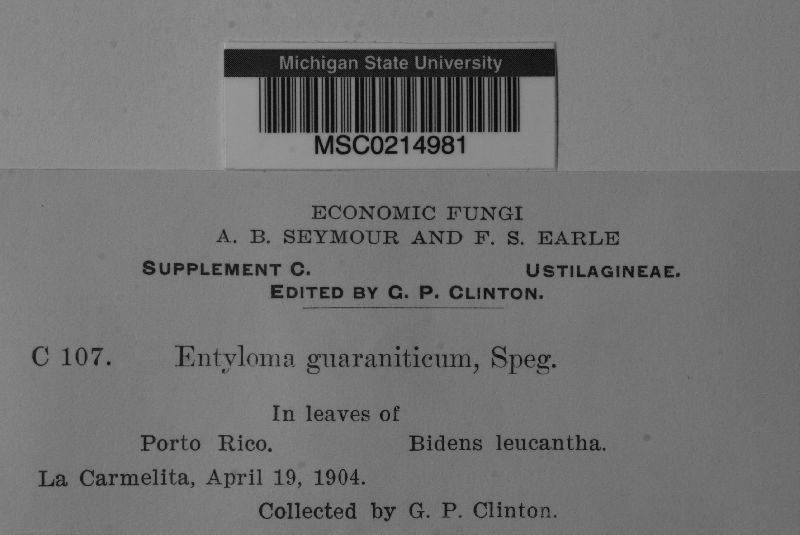 Michigan State University
MSC0214981
ECONOMIC FUNGI
A. B. SEYMOUR AND F. S. EARLE
SUPPLEMENT C. USTILAGINEAE.
EDITED BY G. P. CLINTON.
C 107. Entyloma guaraniticum, Speg.
In leaves of
Porto Rico. Bidens leucantha.
La Carmelita, April 19, 1904.
Collected by G. P. Clinton.